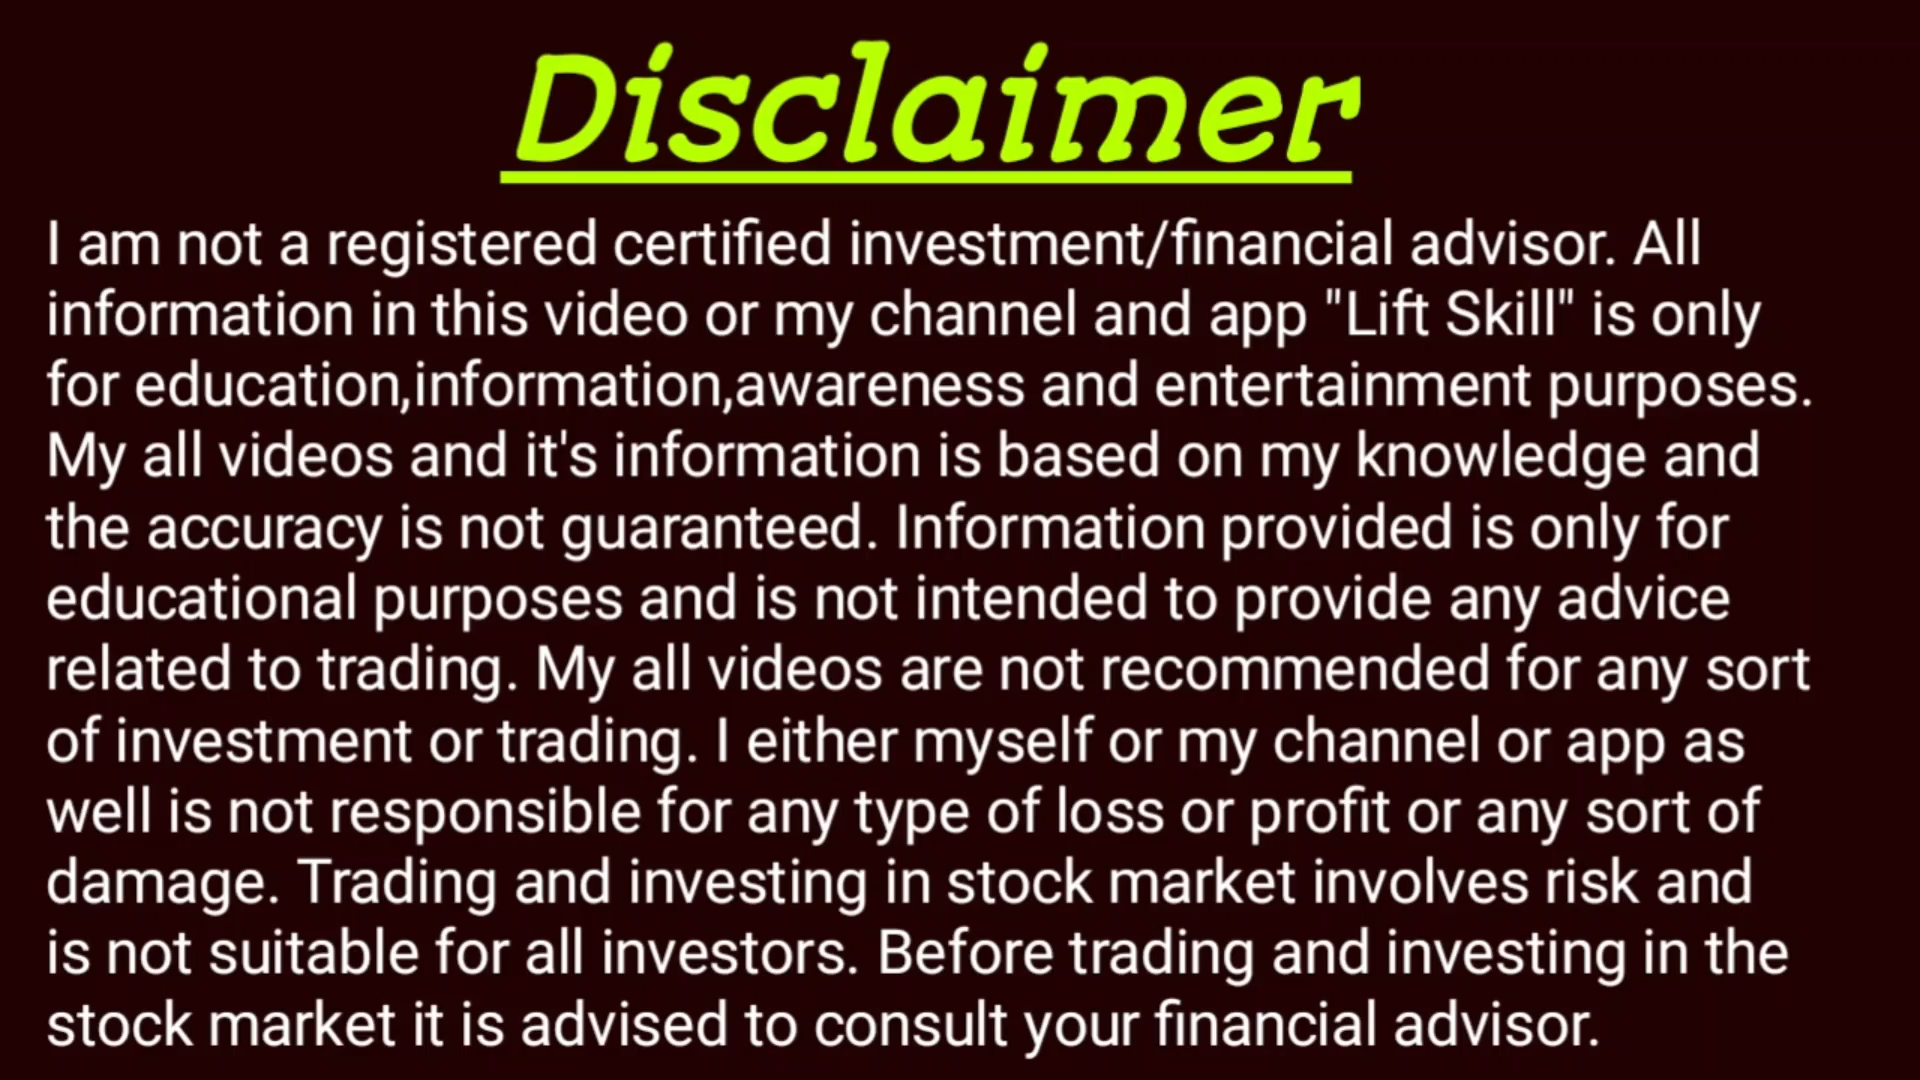 Disclaimer
I am not a registered certified investment/financial advisor. All
information in this video or my channel and app "Lift Skill" is only
for education,information,awareness and entertainment purposes.
My all videos and it's information is based on my knowledge and
the accuracy is not guaranteed. Information provided is only for
educational purposes and is not intended to provide any advice
related to trading. My all videos are not recommended for any sort
of investment or trading. I either myself or my channel or app as
well is not responsible for any type of loss or profit or any sort of
damage. Trading and investing in stock market involves risk and
is not suitable for all investors. Before trading and investing in the
stock market it is advised to consult your financial advisor.